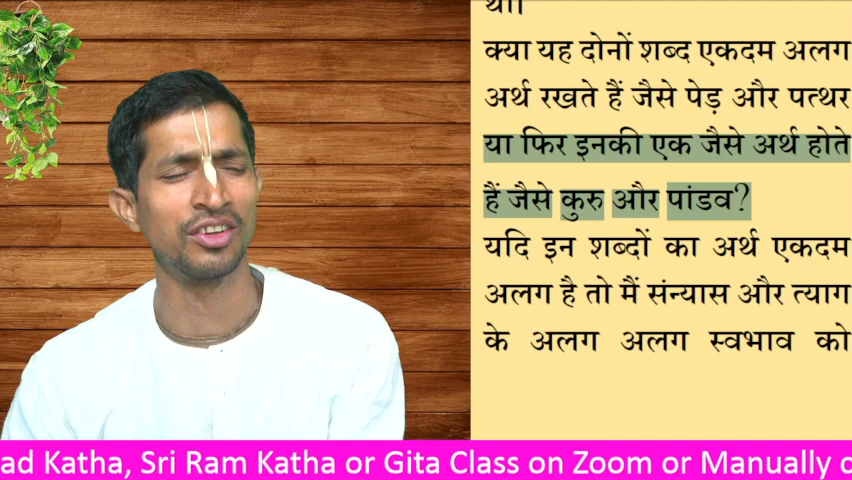 था।
क्या यह दोनों शब्द एकदम अलग
अर्थ रखते हैं जैसे पेड़ और पत्थर
या फिर इनकी एक जैसे अर्थ होते
हैं जैसे कुरु और पांडव?
यदि इन शब्दों का अर्थ एकदम
अलग है तो मैं संन्यास और त्याग
के अलग अलग स्वभाव को
ad Katha, Sri Ram Katha or Gita Class on Zoom or Manually